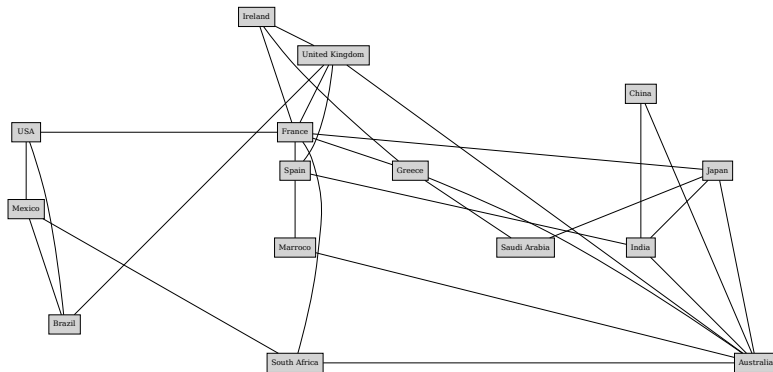 Ireland
United Kingdom
China
USA
France
Spain
Greece
Japan
Mexico
Marroco
Saudi Arabia
India
Brazil
South Africa
Australia